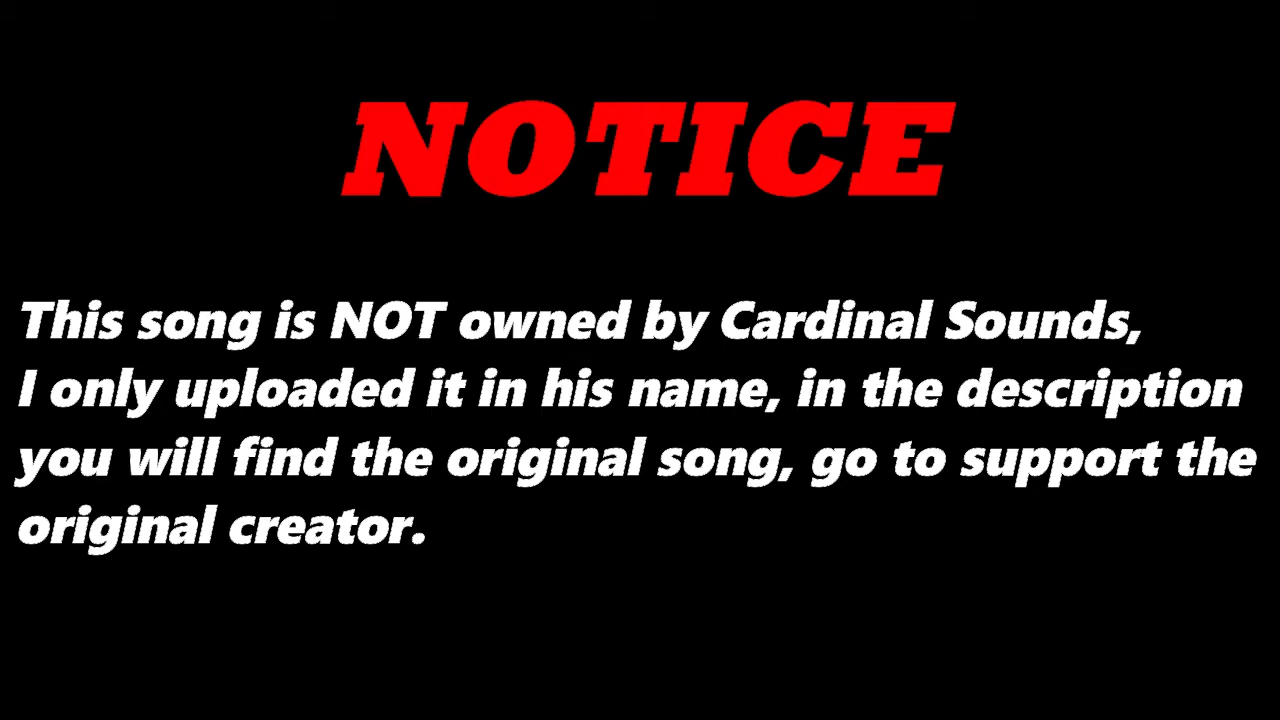 NOTICE
This song is NOT owned by Cardinal Sounds,
I only uploaded it in his name, in the description
you will find the original song, go to support the
original creator.